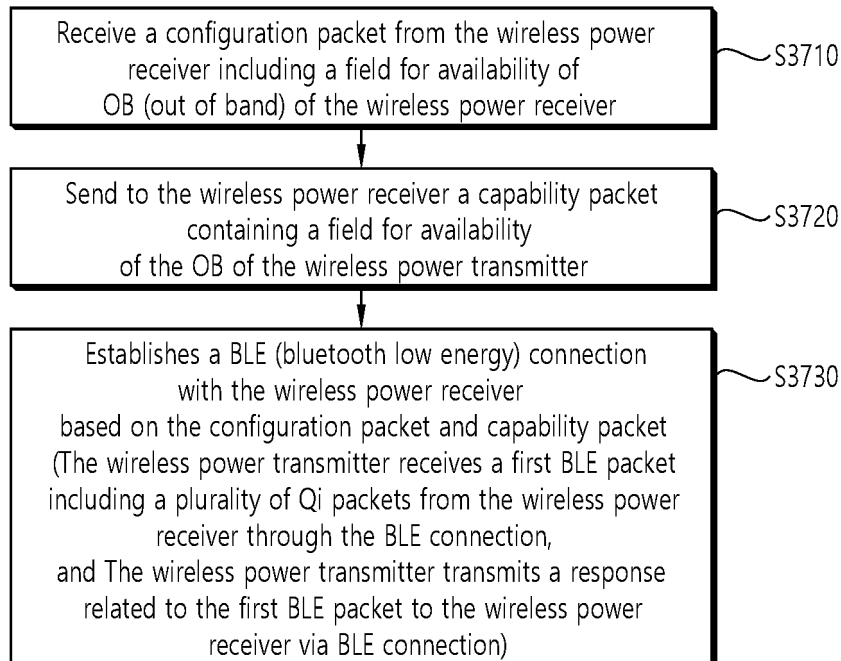 Receive a configuration packet from the wireless power
receiver including a field for availability of
OB (out of band) of the wireless power receiver
S3710
Send to the wireless power receiver a capability packet
containing a field for availability
of the OB of the wireless power transmitter
S3720
Establishes a BLE (bluetooth low energy) connection
with the wireless power receiver
based on the configuration packet and capability packet
(The wireless power transmitter receives a first BLE packet
including a plurality of Qi packets from the wireless power
receiver through the BLE connection,
and The wireless power transmitter transmits a response
related to the first BLE packet to the wireless power
receiver via BLE connection)
S3730